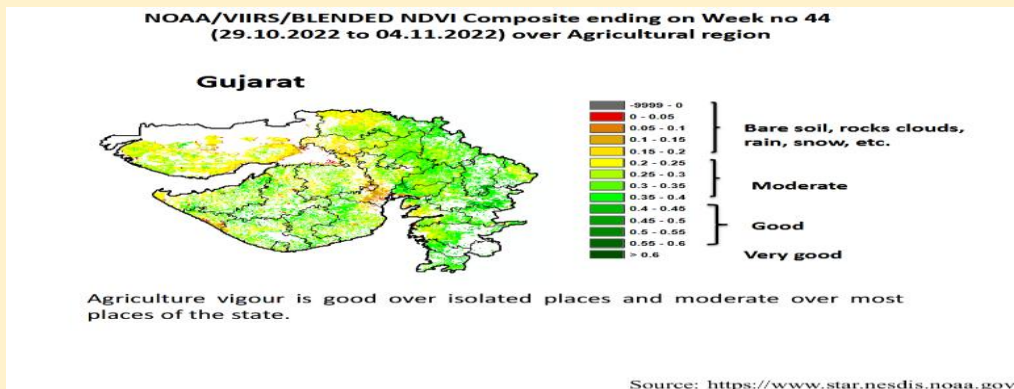 NOAA/VIIRS/BLENDED NDVI Composite ending on Week no 44
(29.10.2022 to 04.11.2022) over Agricultural region
Gujarat
-9999 - 0
0 - 0.05
0.05 - 0.1
0.1 - 0.15
0.15 - 0.2
0.2 - 0.25
0.25 - 0.3
0.3 - 0.35
0.35 - 0.4
0.4 - 0.45
0.45 - 0.5
0.5 - 0.55
0.55 - 0.6
> 0.6
Bare soil, rocks clouds,
rain, snow, etc.
Moderate
Good
Very good
Agriculture vigour is good over isolated places and moderate over most
places of the state.
Source: https://www.star.nesdis.noaa.gov